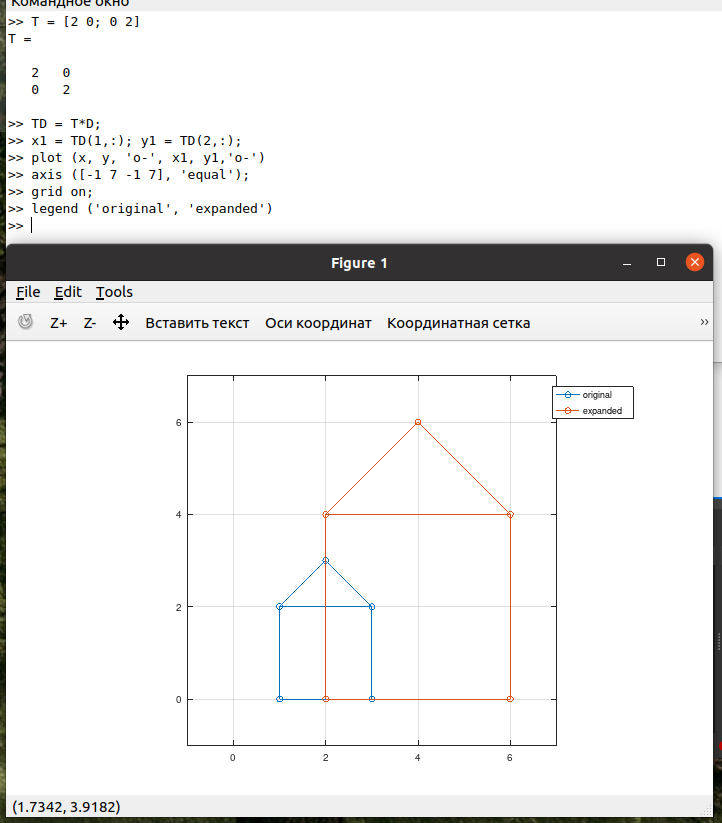 Командное окно
>> T = [2 0; 0 2]
T =
2 0
0 2
>> TD = T*D;
>> x1 = TD(1,:); y1 = TD(2,:);
>> plot (x, y, 'o-', x1, y1,'o-')
>> axis ([-1 7 -1 7], 'equal');
>> grid on;
>> legend ('original', 'expanded')
>>
Figure 1
File Edit Tools
Z+ Z- Вставить текст Оси координат Координатная сетка »
original
expanded
6
4
2
0
0 2 4 6
(1.7342, 3.9182)